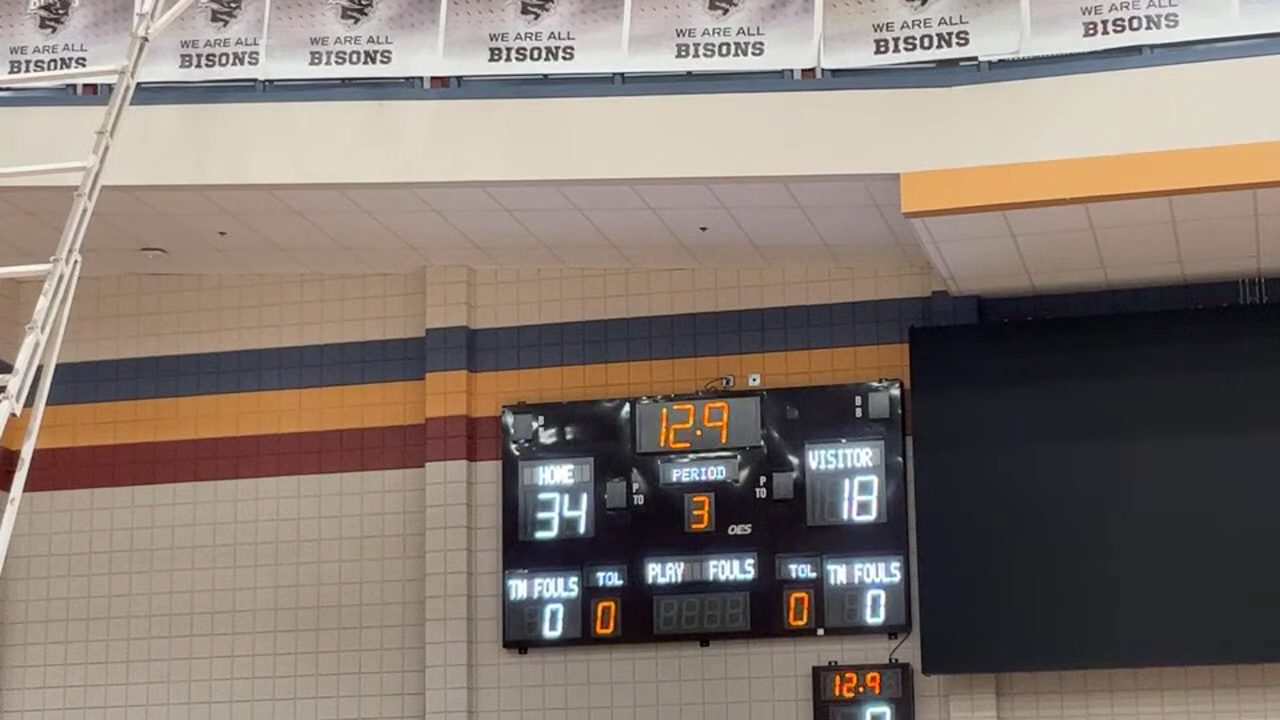 WE ARE ALL
BISONS
WE ARE ALL
BISONS
WE ARE ALL
BISONS
WE ARE ALL
BISONS
WE ARE ALL
BISONS
WE ARE ALL
BISONS
WE ARE ALL
BISONS
12.9
B
B
B
HOME
PERIOD
VISITOR
34
P
TO
3
P
TO
18
OES
TM FOULS
TOL
PLAY FOULS
TOL
TM FOULS
0
0
0
0
12.9